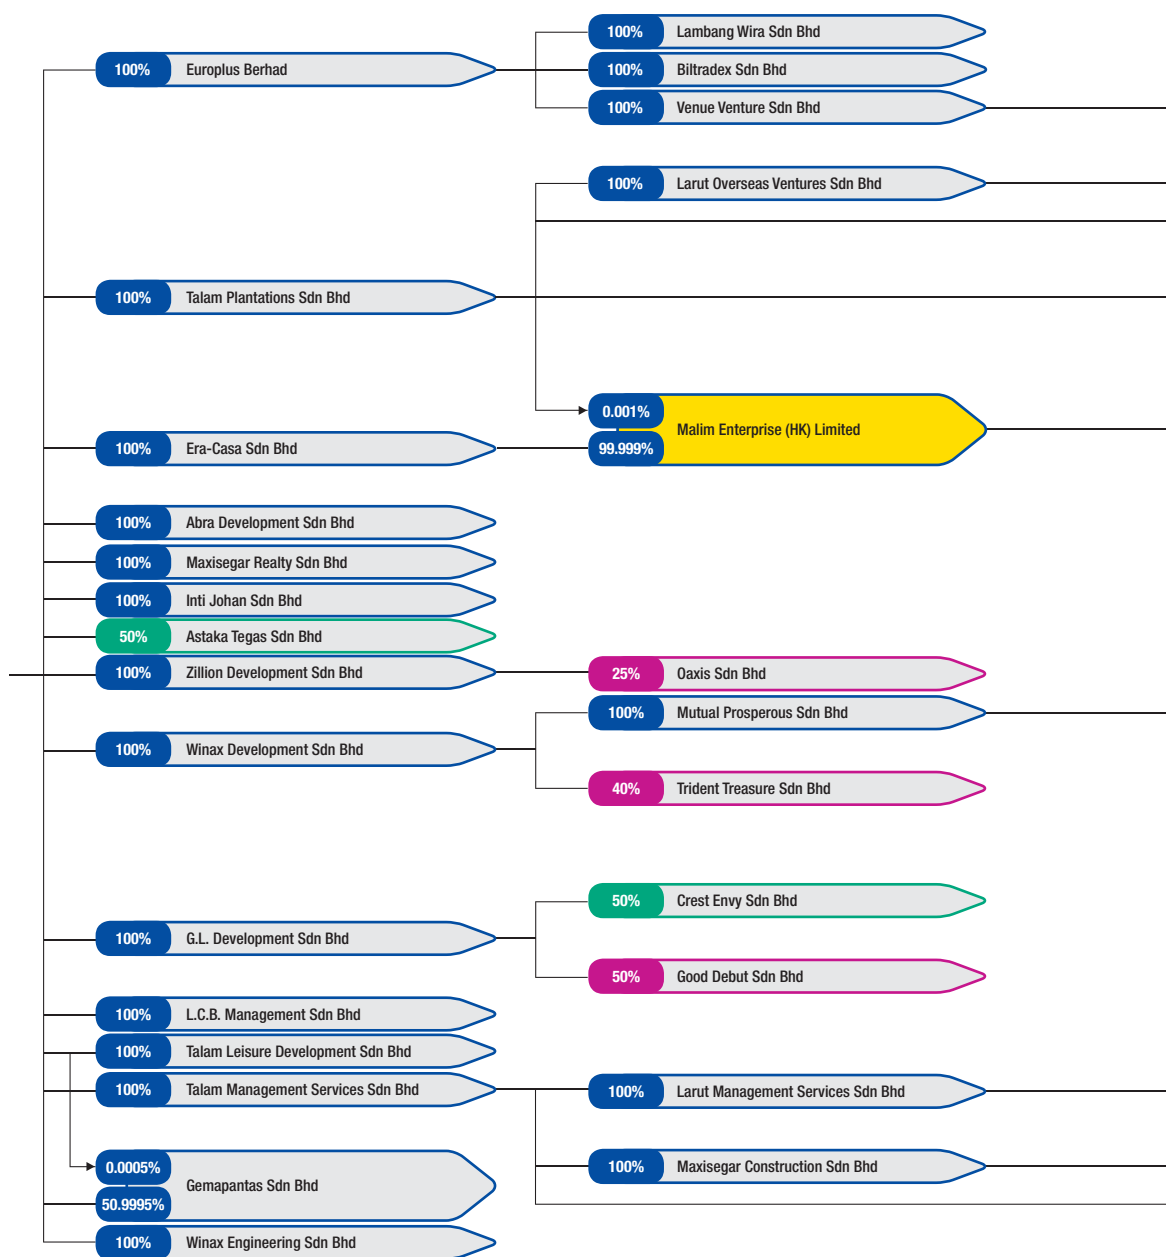 100% Lambang Wira Sdn Bhd
100% Europlus Berhad
100% Biltradex Sdn Bhd
100% Venue Venture Sdn Bhd
100% Larut Overseas Ventures Sdn Bhd
100% Talam Plantations Sdn Bhd
0.001%
Malim Enterprise (HK) Limited
99.999%
100% Era-Casa Sdn Bhd
100% Abra Development Sdn Bhd
100% Maxisegar Realty Sdn Bhd
100% Inti Johan Sdn Bhd
50% Astaka Tegas Sdn Bhd
100% Zillion Development Sdn Bhd
25% Oaxis Sdn Bhd
100% Mutual Prosperous Sdn Bhd
100% Winax Development Sdn Bhd
40% Trident Treasure Sdn Bhd
50% Crest Envy Sdn Bhd
100% G.L. Development Sdn Bhd
50% Good Debut Sdn Bhd
100% L.C.B. Management Sdn Bhd
100% Talam Leisure Development Sdn Bhd
100% Talam Management Services Sdn Bhd
100% Larut Management Services Sdn Bhd
0.0005%
100% Maxisegar Construction Sdn Bhd
Gemapantas Sdn Bhd
50.9995%
100% Winax Engineering Sdn Bhd